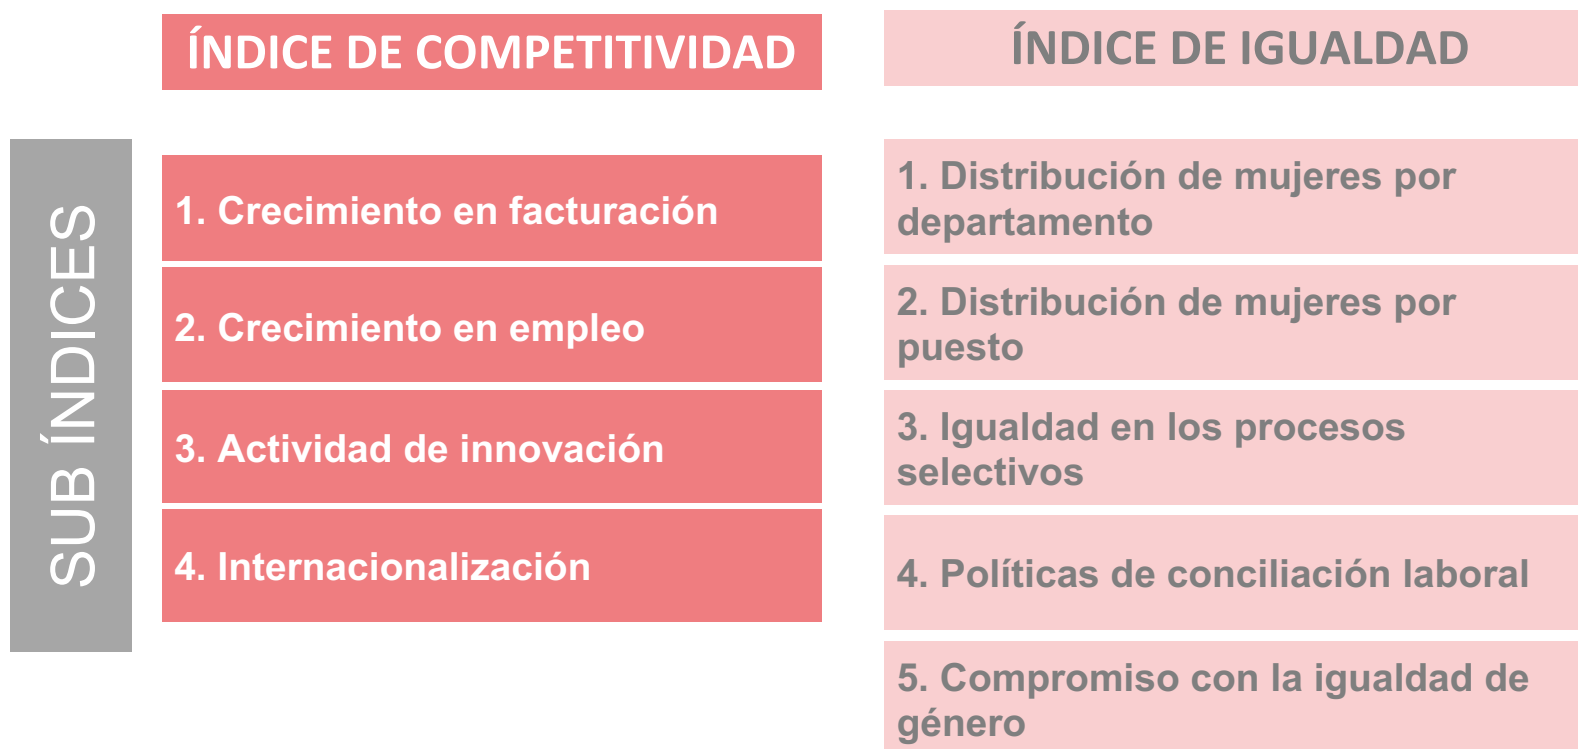 ÍNDICE DE COMPETITIVIDAD
ÍNDICE DE IGUALDAD
SUB ÍNDICES
1. Crecimiento en facturación
2. Crecimiento en empleo
3. Actividad de innovación
4. Internacionalización
1. Distribución de mujeres por
departamento
2. Distribución de mujeres por
puesto
3. Igualdad en los procesos
selectivos
4. Políticas de conciliación laboral
5. Compromiso con la igualdad de
género